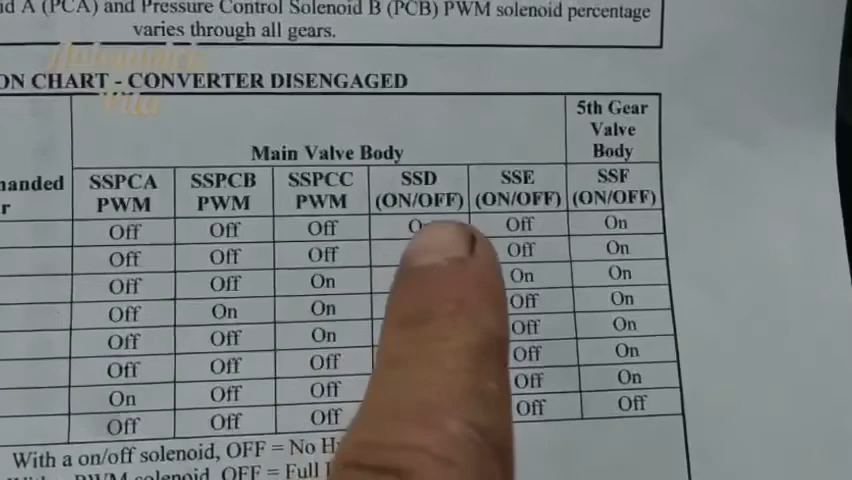 id A (PCA) and Pressure Control Solenoid B (PCB) PWM solenoid percentage
varies through all gears.
ON CHART - CONVERTER DISENGAGED
Main Valve Body 5th Gear Valve Body
manded r SSPCA PWM SSPCB PWM SSPCC PWM SSD (ON/OFF) SSE (ON/OFF) SSF (ON/OFF)
Off Off Off Off On
Off Off Off Off On
Off Off On On On
Off On On Off On
Off Off On Off On
Off Off Off Off On
On Off Off Off On
Off Off Off Off Off
With a on/off solenoid, OFF = No H
PWM solenoid, OFF = Full